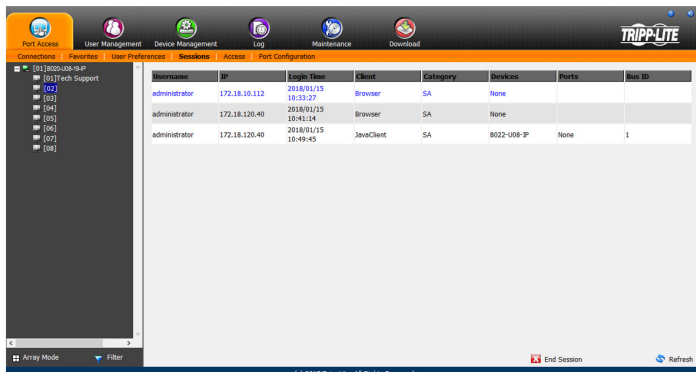 TRIPP·LITE
Port Access User Management Device Management Log Maintenance Download
Connections Favorites User Preferences Sessions Access Port Configuration
[01]B020-U08-19-IP
[01]Tech Support
[02]
[03]
[04]
[05]
[06]
[07]
[08]
Username IP Login Time Client Category Devices Ports Bus ID
administrator 172.18.10.112 2018/01/15 10:33:27 Browser SA None
administrator 172.18.120.40 2018/01/15 10:41:14 Browser SA None
administrator 172.18.120.40 2018/01/15 10:49:45 JavaClient SA B022-U08-IP None 1
Array Mode Filter
End Session Refresh